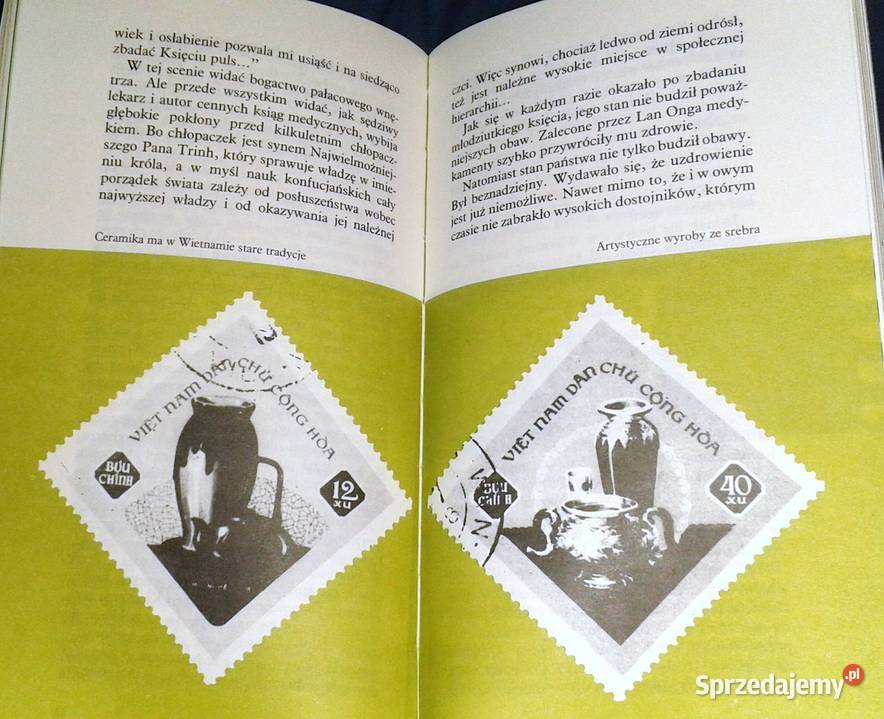 wiek i osłabienie pozwala mi usiąść i na siedząco
zbadać Księciu puls...”
W tej scenie widać bogactwo pałacowego wnę-
trza. Ale przede wszystkim widać, jak sędziwy
lekarz i autor cennych ksiąg medycznych, wybija
głębokie pokłony przed kilkuletnim chłopacz-
kiem. Bo chłopaczek jest synem Najwielmożniej-
szego Pana Trinh, który sprawuje władzę w imie-
niu króla, a w myśl nauk konfucjańskich cały
porządek świata zależy od posłuszeństwa wobec
najwyższej władzy i od okazywania jej należnej
Ceramika ma w Wietnamie stare tradycje
VIỆT NAM DÂN CHỦ CỘNG HÒA
BƯU
CHÍNH
12
xu
czci. Więc synowi, chociaż ledwo od ziemi odrósł,
też jest należne wysokie miejsce w społecznej
hierarchii...
Jak się w każdym razie okazało po zbadaniu
młodziutkiego księcia, jego stan nie budził poważ-
niejszych obaw. Zalecone przez Lan Onga medy-
kamenty szybko przywróciły mu zdrowie.
Natomiast stan państwa nie tylko budził obawy.
Był beznadziejny. Wydawało się, że uzdrowienie
jest już niemożliwe. Nawet mimo to, że i w owym
czasie nie zabrakło wysokich dostojników, którym
Artystyczne wyroby ze srebra
VIỆT NAM DÂN CHỦ CỘNG HÒA
BƯU
40
xu
Sprzedajemy.pl